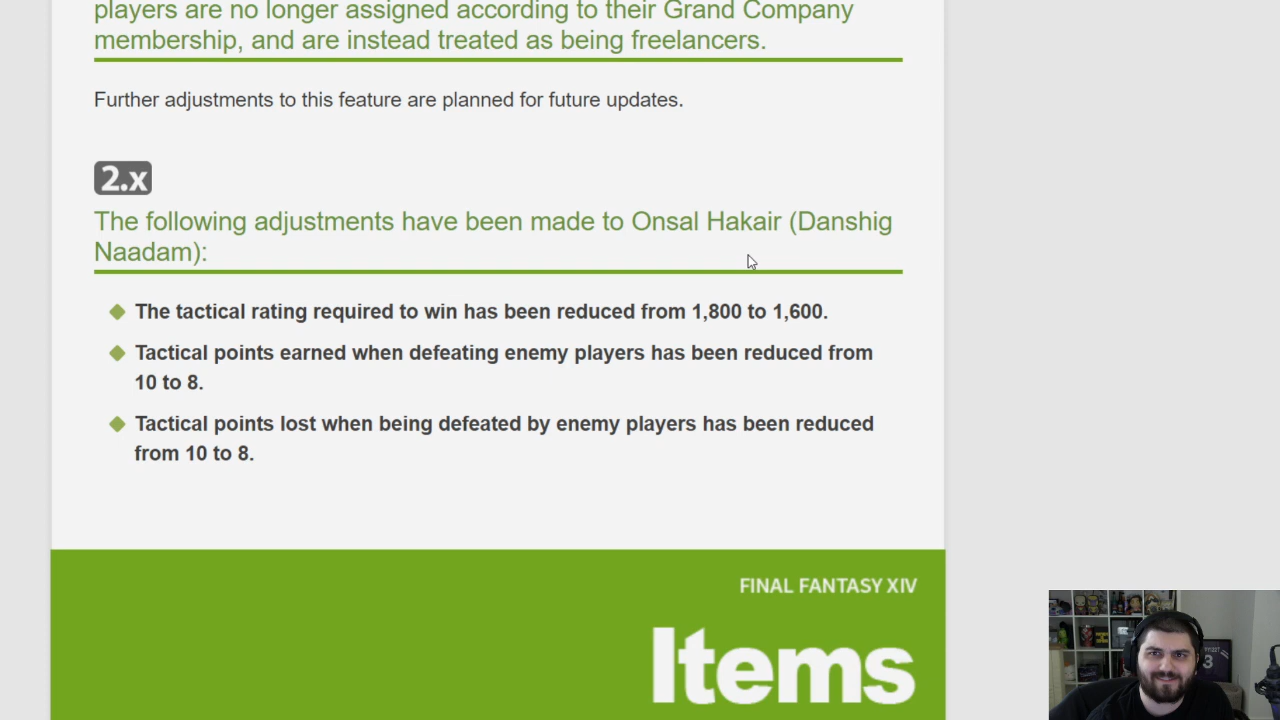 players are no longer assigned according to their Grand Company
membership, and are instead treated as being freelancers.
Further adjustments to this feature are planned for future updates.
2.x
The following adjustments have been made to Onsal Hakair (Danshig
Naadam):
The tactical rating required to win has been reduced from 1,800 to 1,600.
Tactical points earned when defeating enemy players has been reduced from
10 to 8.
Tactical points lost when being defeated by enemy players has been reduced
from 10 to 8.
FINAL FANTASY XIV
Items